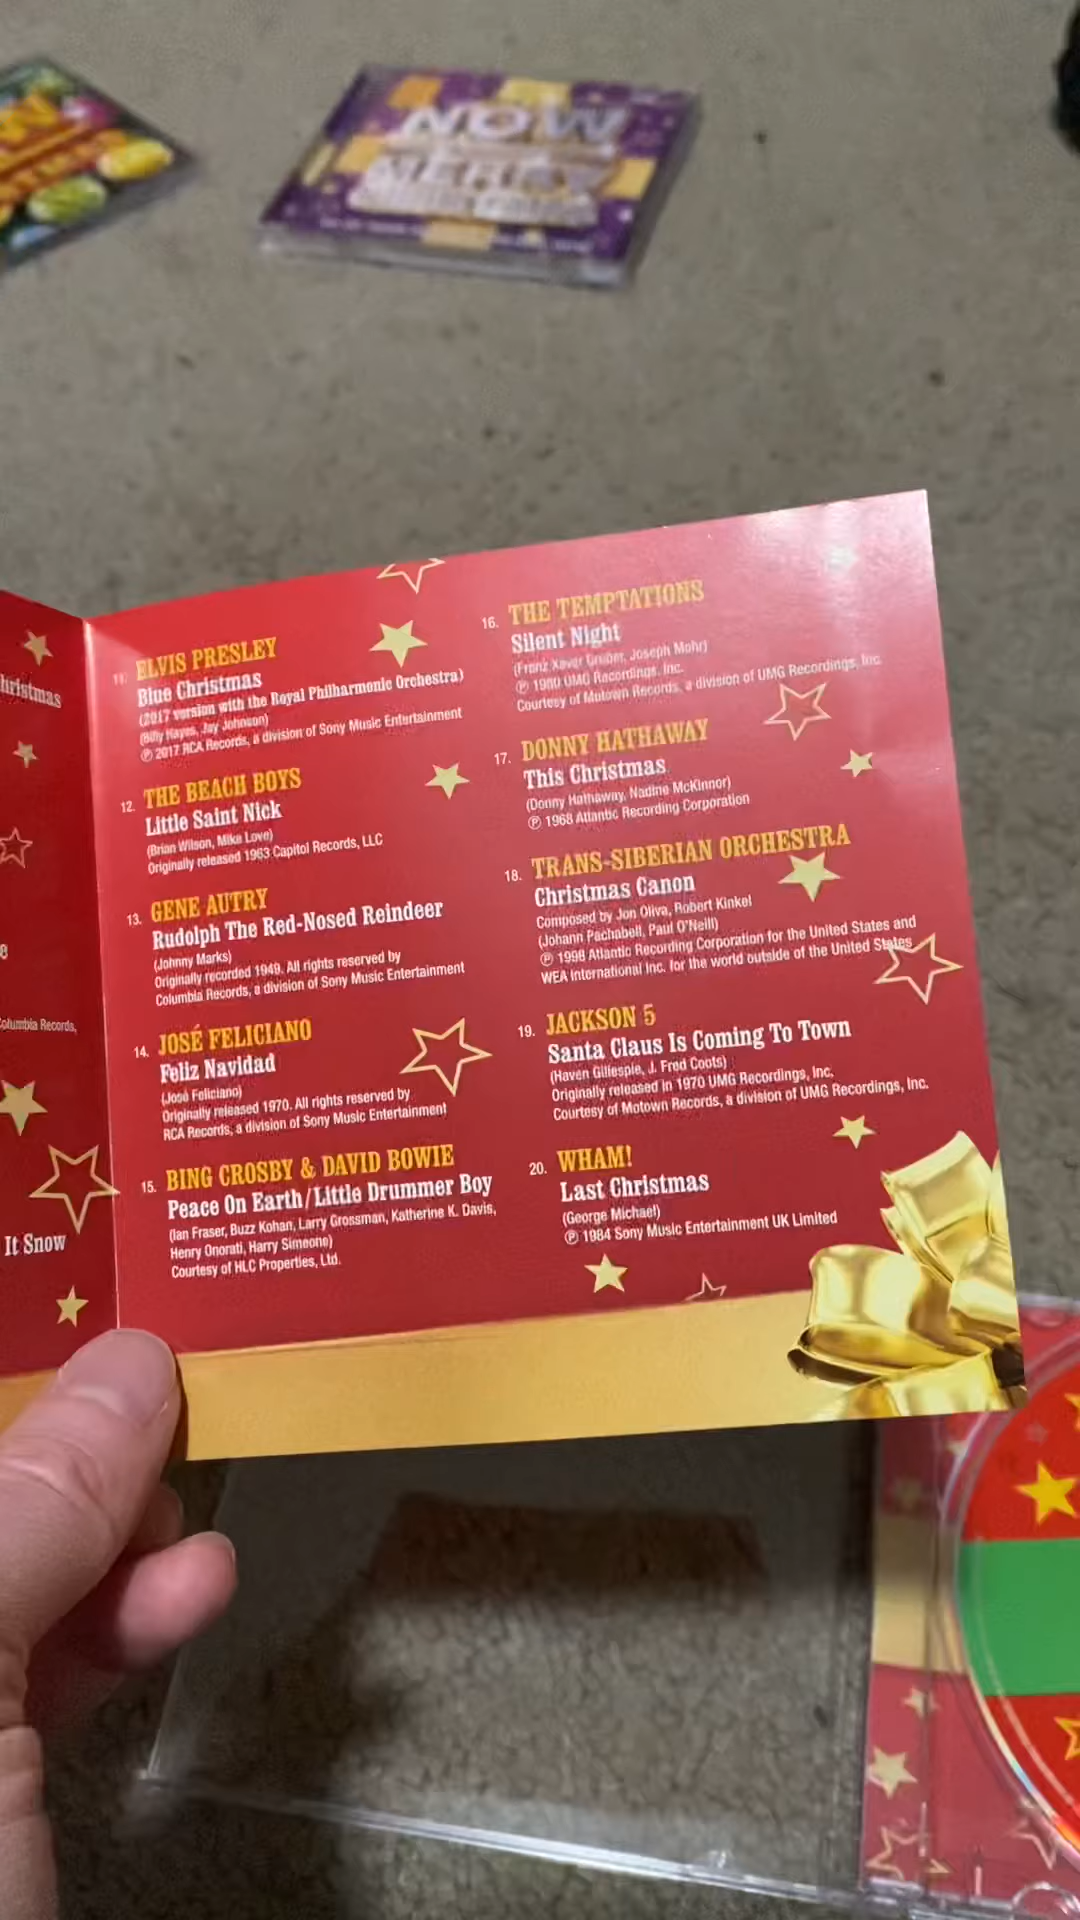 NOW
MERRY
hristmas
8
Columbia Records,
It Snow
11. ELVIS PRESLEY
Blue Christmas
(2017 version with the Royal Philharmonic Orchestra)
(Billy Hayes, Jay Johnson)
℗ 2017 RCA Records, a division of Sony Music Entertainment
12. THE BEACH BOYS
Little Saint Nick
(Brian Wilson, Mike Love)
Originally released 1963 Capitol Records, LLC
13. GENE AUTRY
Rudolph The Red-Nosed Reindeer
(Johnny Marks)
Originally recorded 1949. All rights reserved by
Columbia Records, a division of Sony Music Entertainment
14. JOSÉ FELICIANO
Feliz Navidad
(José Feliciano)
Originally released 1970. All rights reserved by
RCA Records, a division of Sony Music Entertainment
15. BING CROSBY & DAVID BOWIE
Peace On Earth/Little Drummer Boy
(Ian Fraser, Buzz Kohan, Larry Grossman, Katherine K. Davis,
Henry Onorati, Harry Simeone)
Courtesy of HLC Properties, Ltd.
16. THE TEMPTATIONS
Silent Night
(Franz Xaver Gruber, Joseph Mohr)
℗ 1980 UMG Recordings, Inc.
Courtesy of Motown Records, a division of UMG Recordings, Inc.
17. DONNY HATHAWAY
This Christmas
(Donny Hathaway, Nadine McKinnor)
℗ 1968 Atlantic Recording Corporation
18. TRANS-SIBERIAN ORCHESTRA
Christmas Canon
Composed by Jon Oliva, Robert Kinkel
(Johann Pachabell, Paul O'Neill)
℗ 1998 Atlantic Recording Corporation for the United States and
WEA International Inc. for the world outside of the United States
19. JACKSON 5
Santa Claus Is Coming To Town
(Haven Gillespie, J. Fred Coots)
Originally released in 1970 UMG Recordings, Inc.
Courtesy of Motown Records, a division of UMG Recordings, Inc.
20. WHAM!
Last Christmas
(George Michael)
℗ 1984 Sony Music Entertainment UK Limited